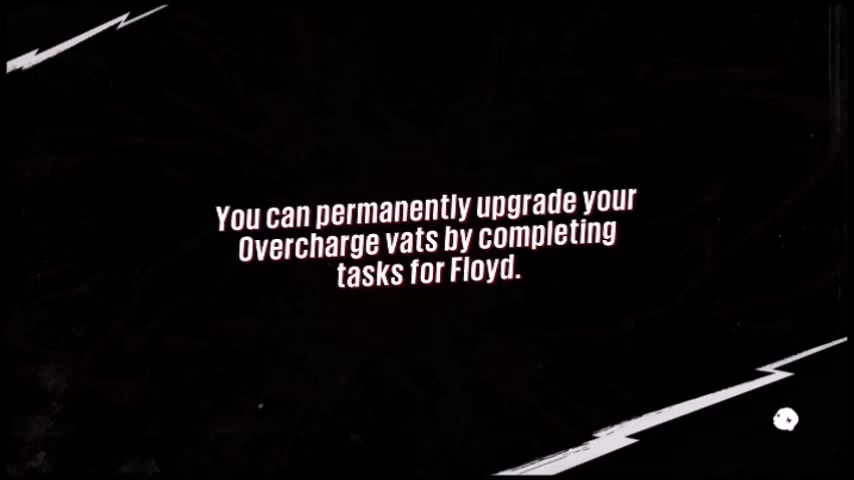 You can permanently upgrade your
Overcharge vats by completing
tasks for Floyd.